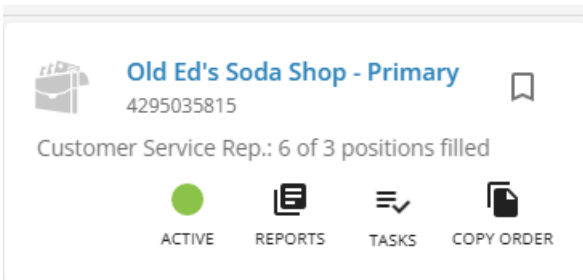 Old Ed's Soda Shop - Primary
4295035815
Customer Service Rep.: 6 of 3 positions filled
ACTIVE REPORTS TASKS COPY ORDER